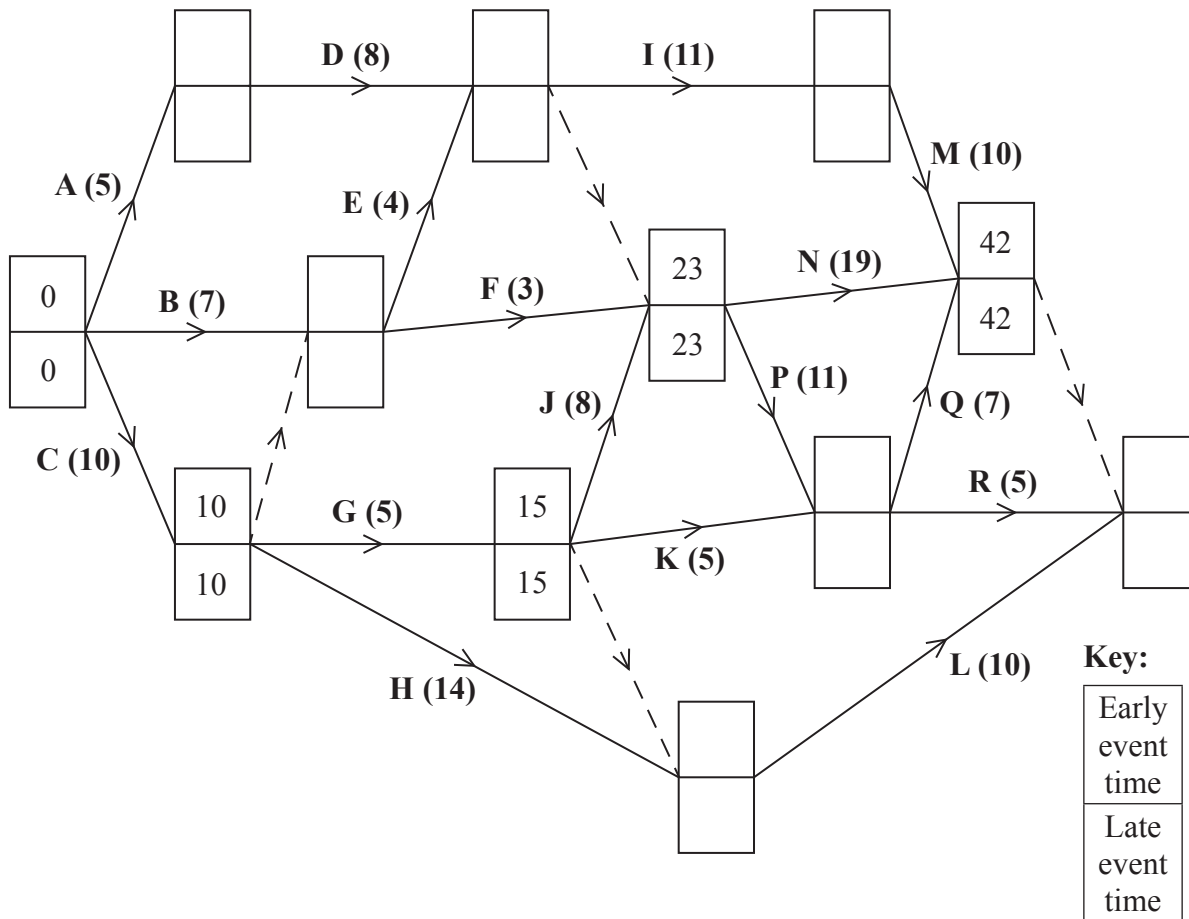 D (8)
I (11)
A (5)
E (4)
M (10)
0
0
B (7)
F (3)
23
23
N (19)
42
42
C (10)
J (8)
P (11)
Q (7)
10
10
G (5)
15
15
K (5)
R (5)
H (14)
L (10)
Key:
Early
event
time
Late
event
time